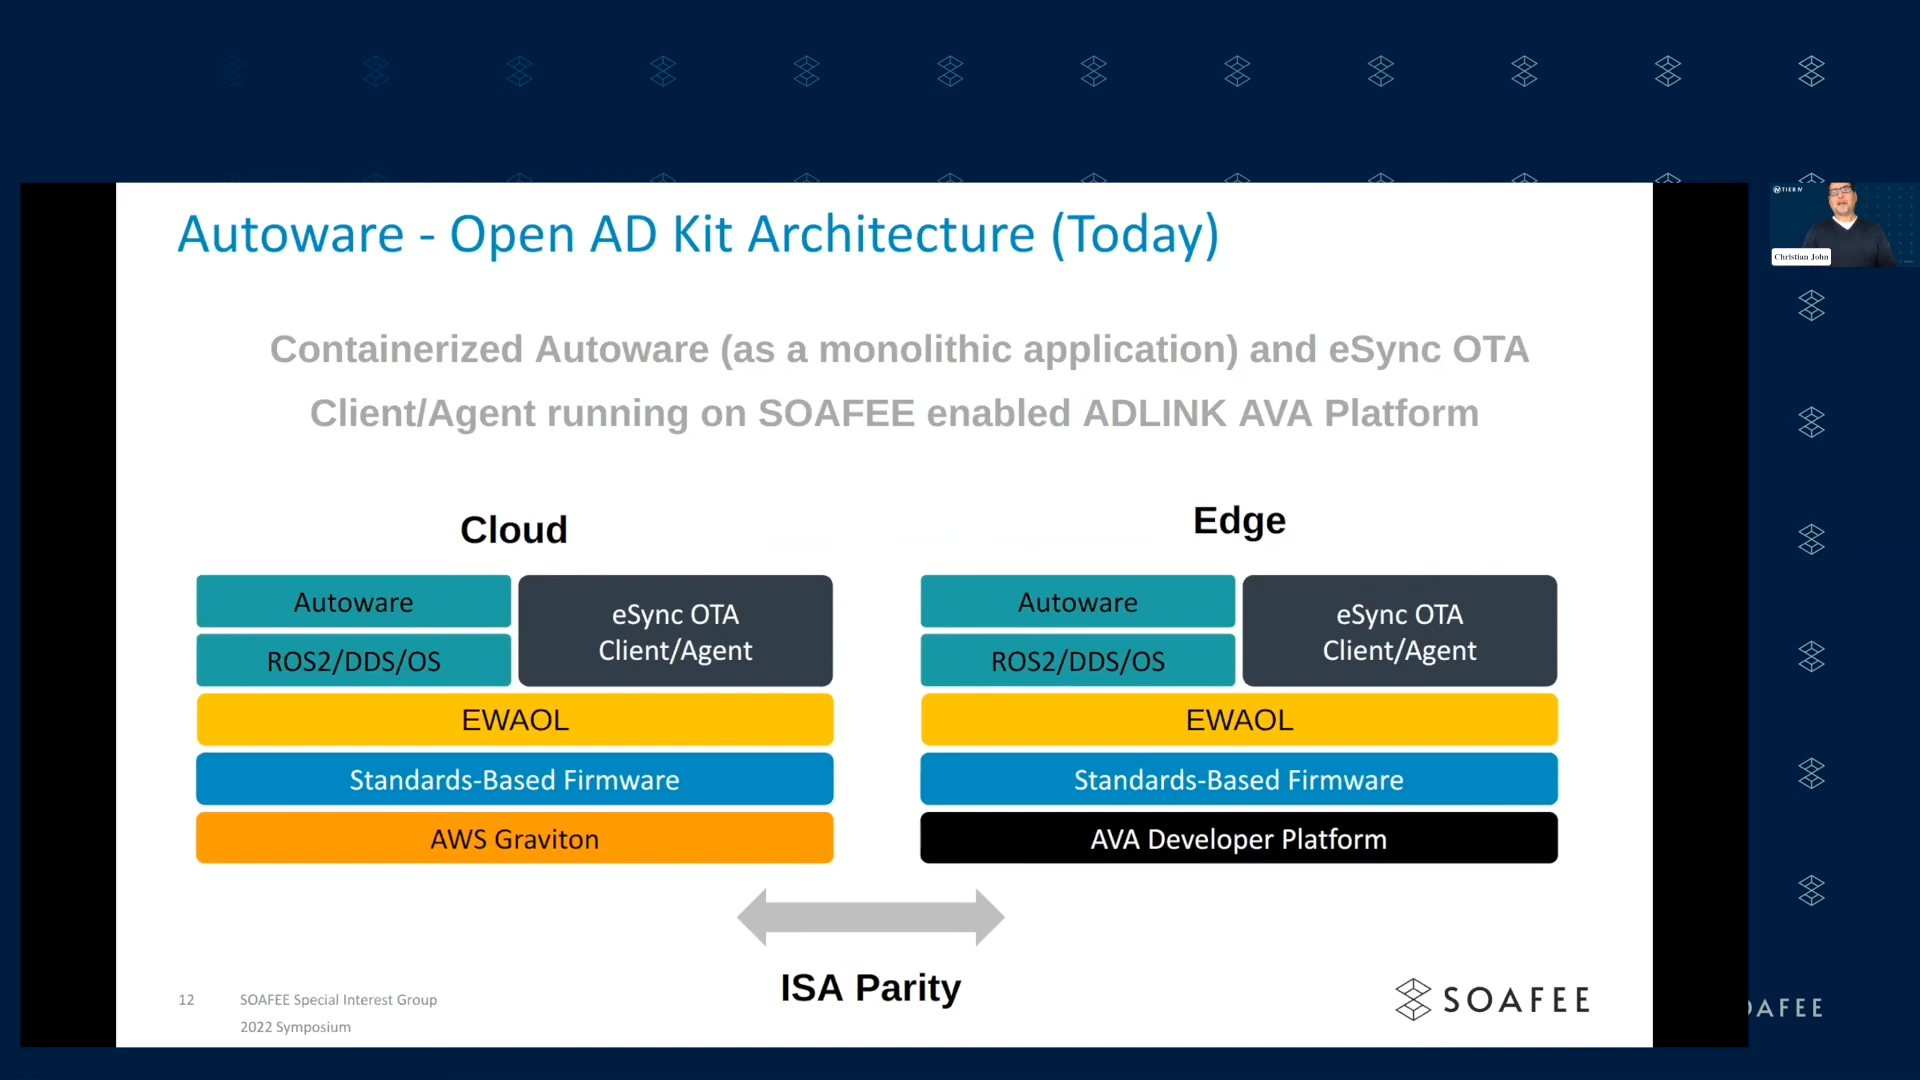 Autoware - Open AD Kit Architecture (Today)
TIER IV
Christian John
Containerized Autoware (as a monolithic application) and eSync OTA
Client/Agent running on SOAFEE enabled ADLINK AVA Platform
Cloud
Edge
Autoware
eSync OTA
Client/Agent
ROS2/DDS/OS
EWAOL
Standards-Based Firmware
AWS Graviton
Autoware
eSync OTA
Client/Agent
ROS2/DDS/OS
EWAOL
Standards-Based Firmware
AVA Developer Platform
ISA Parity
12
SOAFEE Special Interest Group
2022 Symposium
SOAFEE
OAFEE